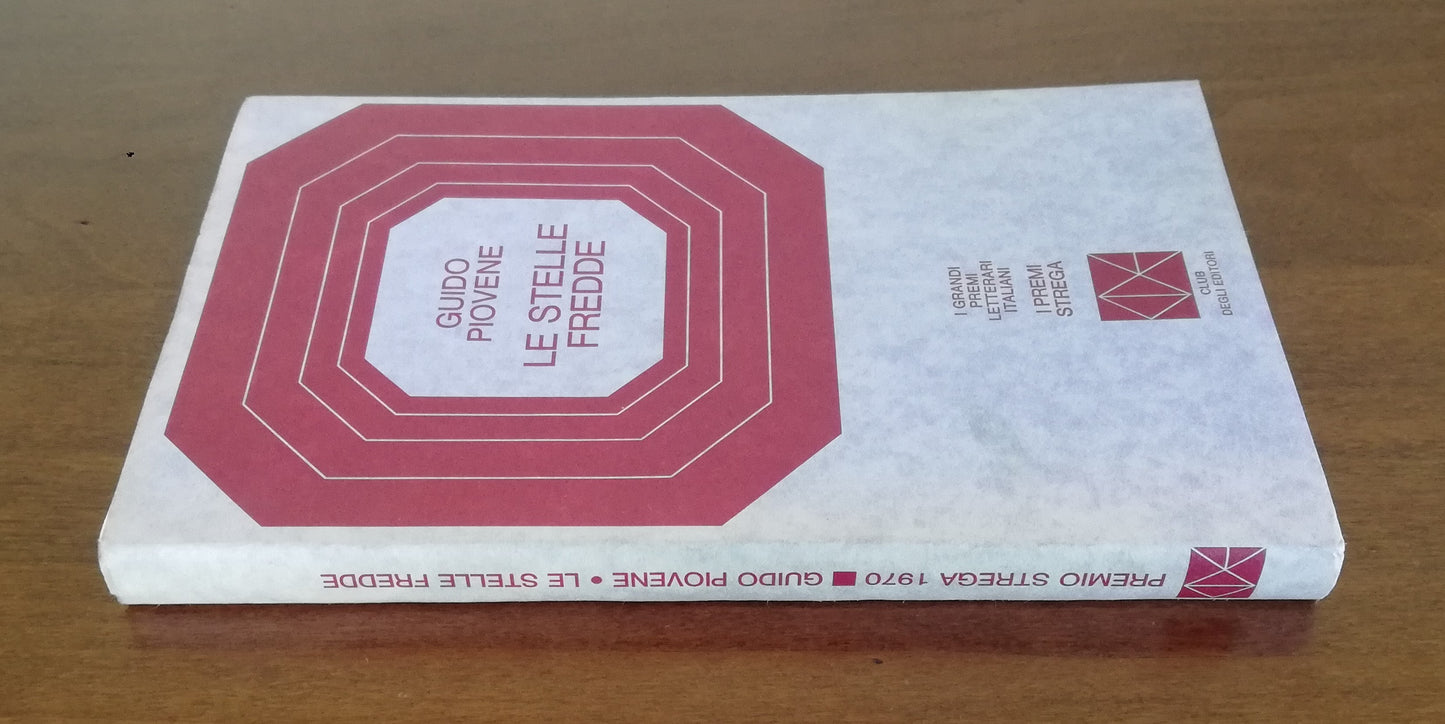 GUIDO
PIOVENE
LE STELLE
FREDDE
I GRANDI
PREMI
LETTERARI
ITALIANI
I PREMI
STREGA
CLUB
DEGLI EDITORI
PREMIO STREGA 1970 ■ GUIDO PIOVENE • LE STELLE FREDDE